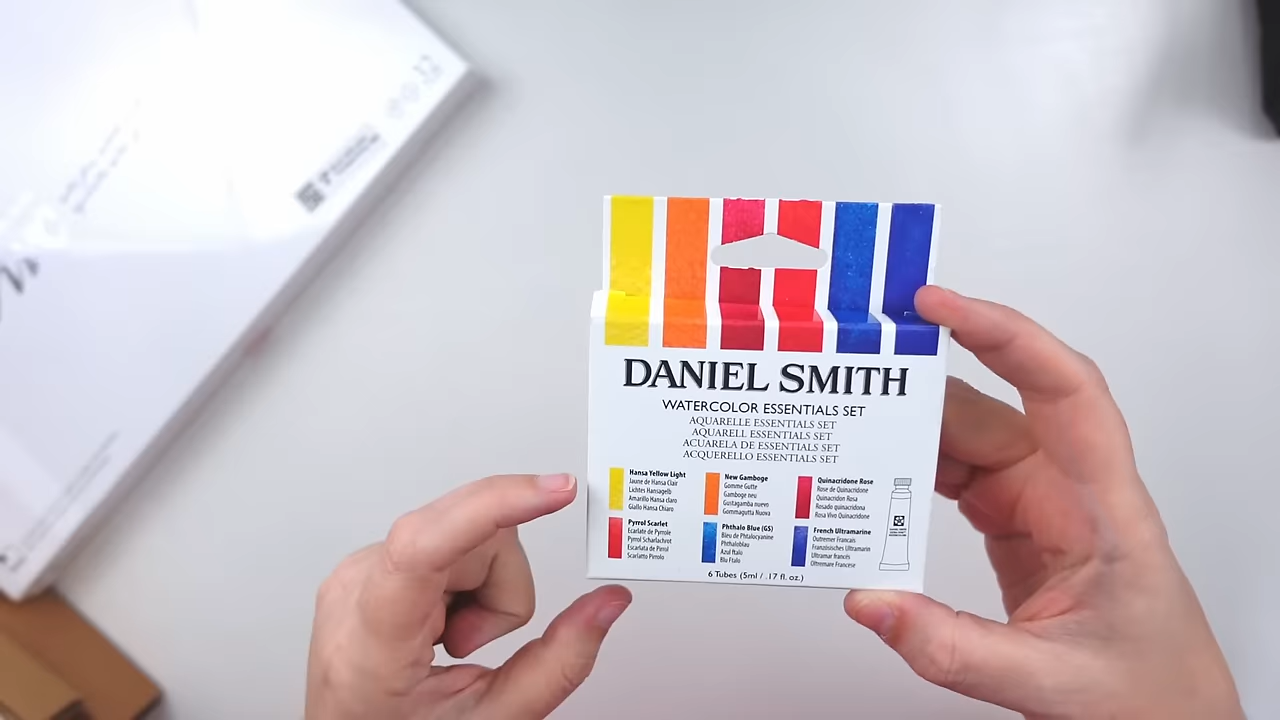 DANIEL SMITH
WATERCOLOR ESSENTIALS SET
AQUARELLE ESSENTIALS SET
AQUARELL ESSENTIALS SET
ACUARELA DE ESSENTIALS SET
ACQUERELLO ESSENTIALS SET
Hansa Yellow Light
Jaune de Hansa Clair
Lichtes Hansagelb
Amarillo Hansa claro
Giallo Hansa Chiaro
New Gamboge
Gomme Gutte
Gamboge neu
Gustagamba nuevo
Gommagutta Nuova
Quinacridone Rose
Rose de Quinacridone
Quinacridon Rosa
Rosado quinacridona
Rosa Vivo Quinacridone
Pyrrol Scarlet
Ecarlate de Pyrrole
Pyrrol Scharlachrot
Escarlata de Pirrol
Scarlatto Pirrolo
Phthalo Blue (GS)
Bleu de Phtalocyanine
Phthaloblau
Azul ftalo
Blu Ftalo
French Ultramarine
Outremer Francais
Französisches Ultramarin
Ultramar francés
Oltremare Francese
6 Tubes (5ml / .17 fl. oz.)